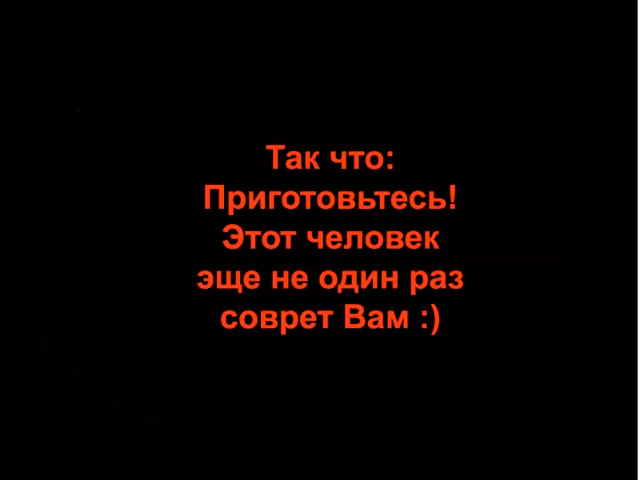 Так что:
Приготовьтесь!
Этот человек
эще не один раз
соврет Вам :)